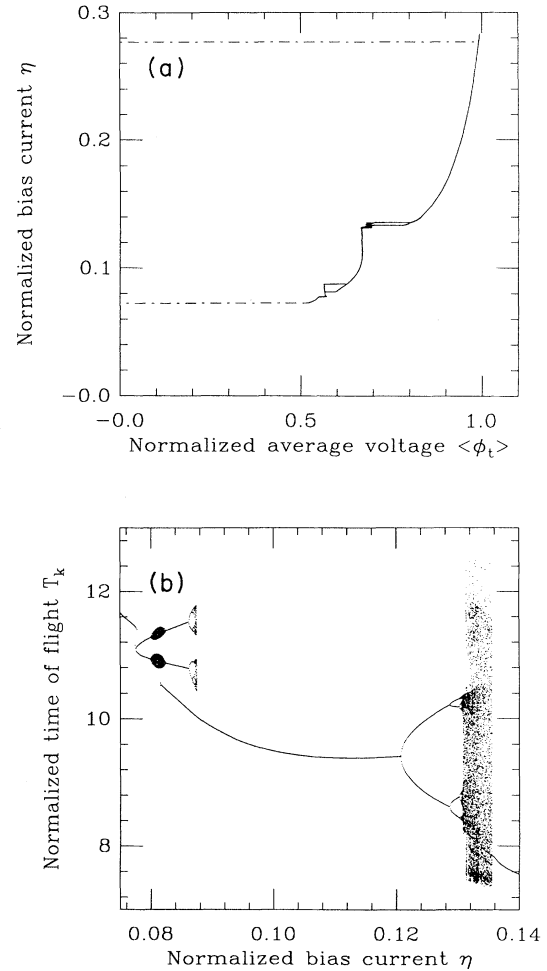 0.3
(a)
0.2
0.1
−0.0
Normalized bias current η
−0.0 0.5 1.0
Normalized average voltage <ϕ_t>
(b)
12
10
8
Normalized time of flight T_k
0.08 0.10 0.12 0.14
Normalized bias current η